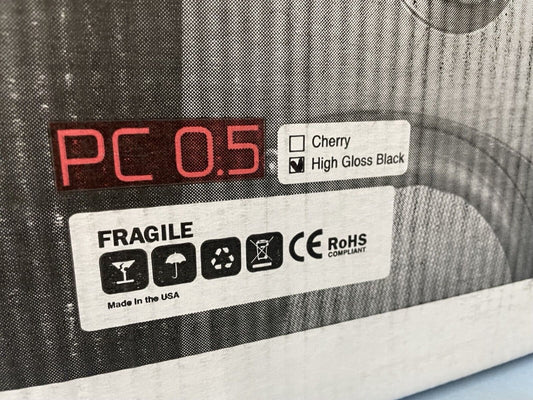 PC 0.5
Cherry
High Gloss Black
FRAGILE
CE RoHS
COMPLIANT
Made in the USA